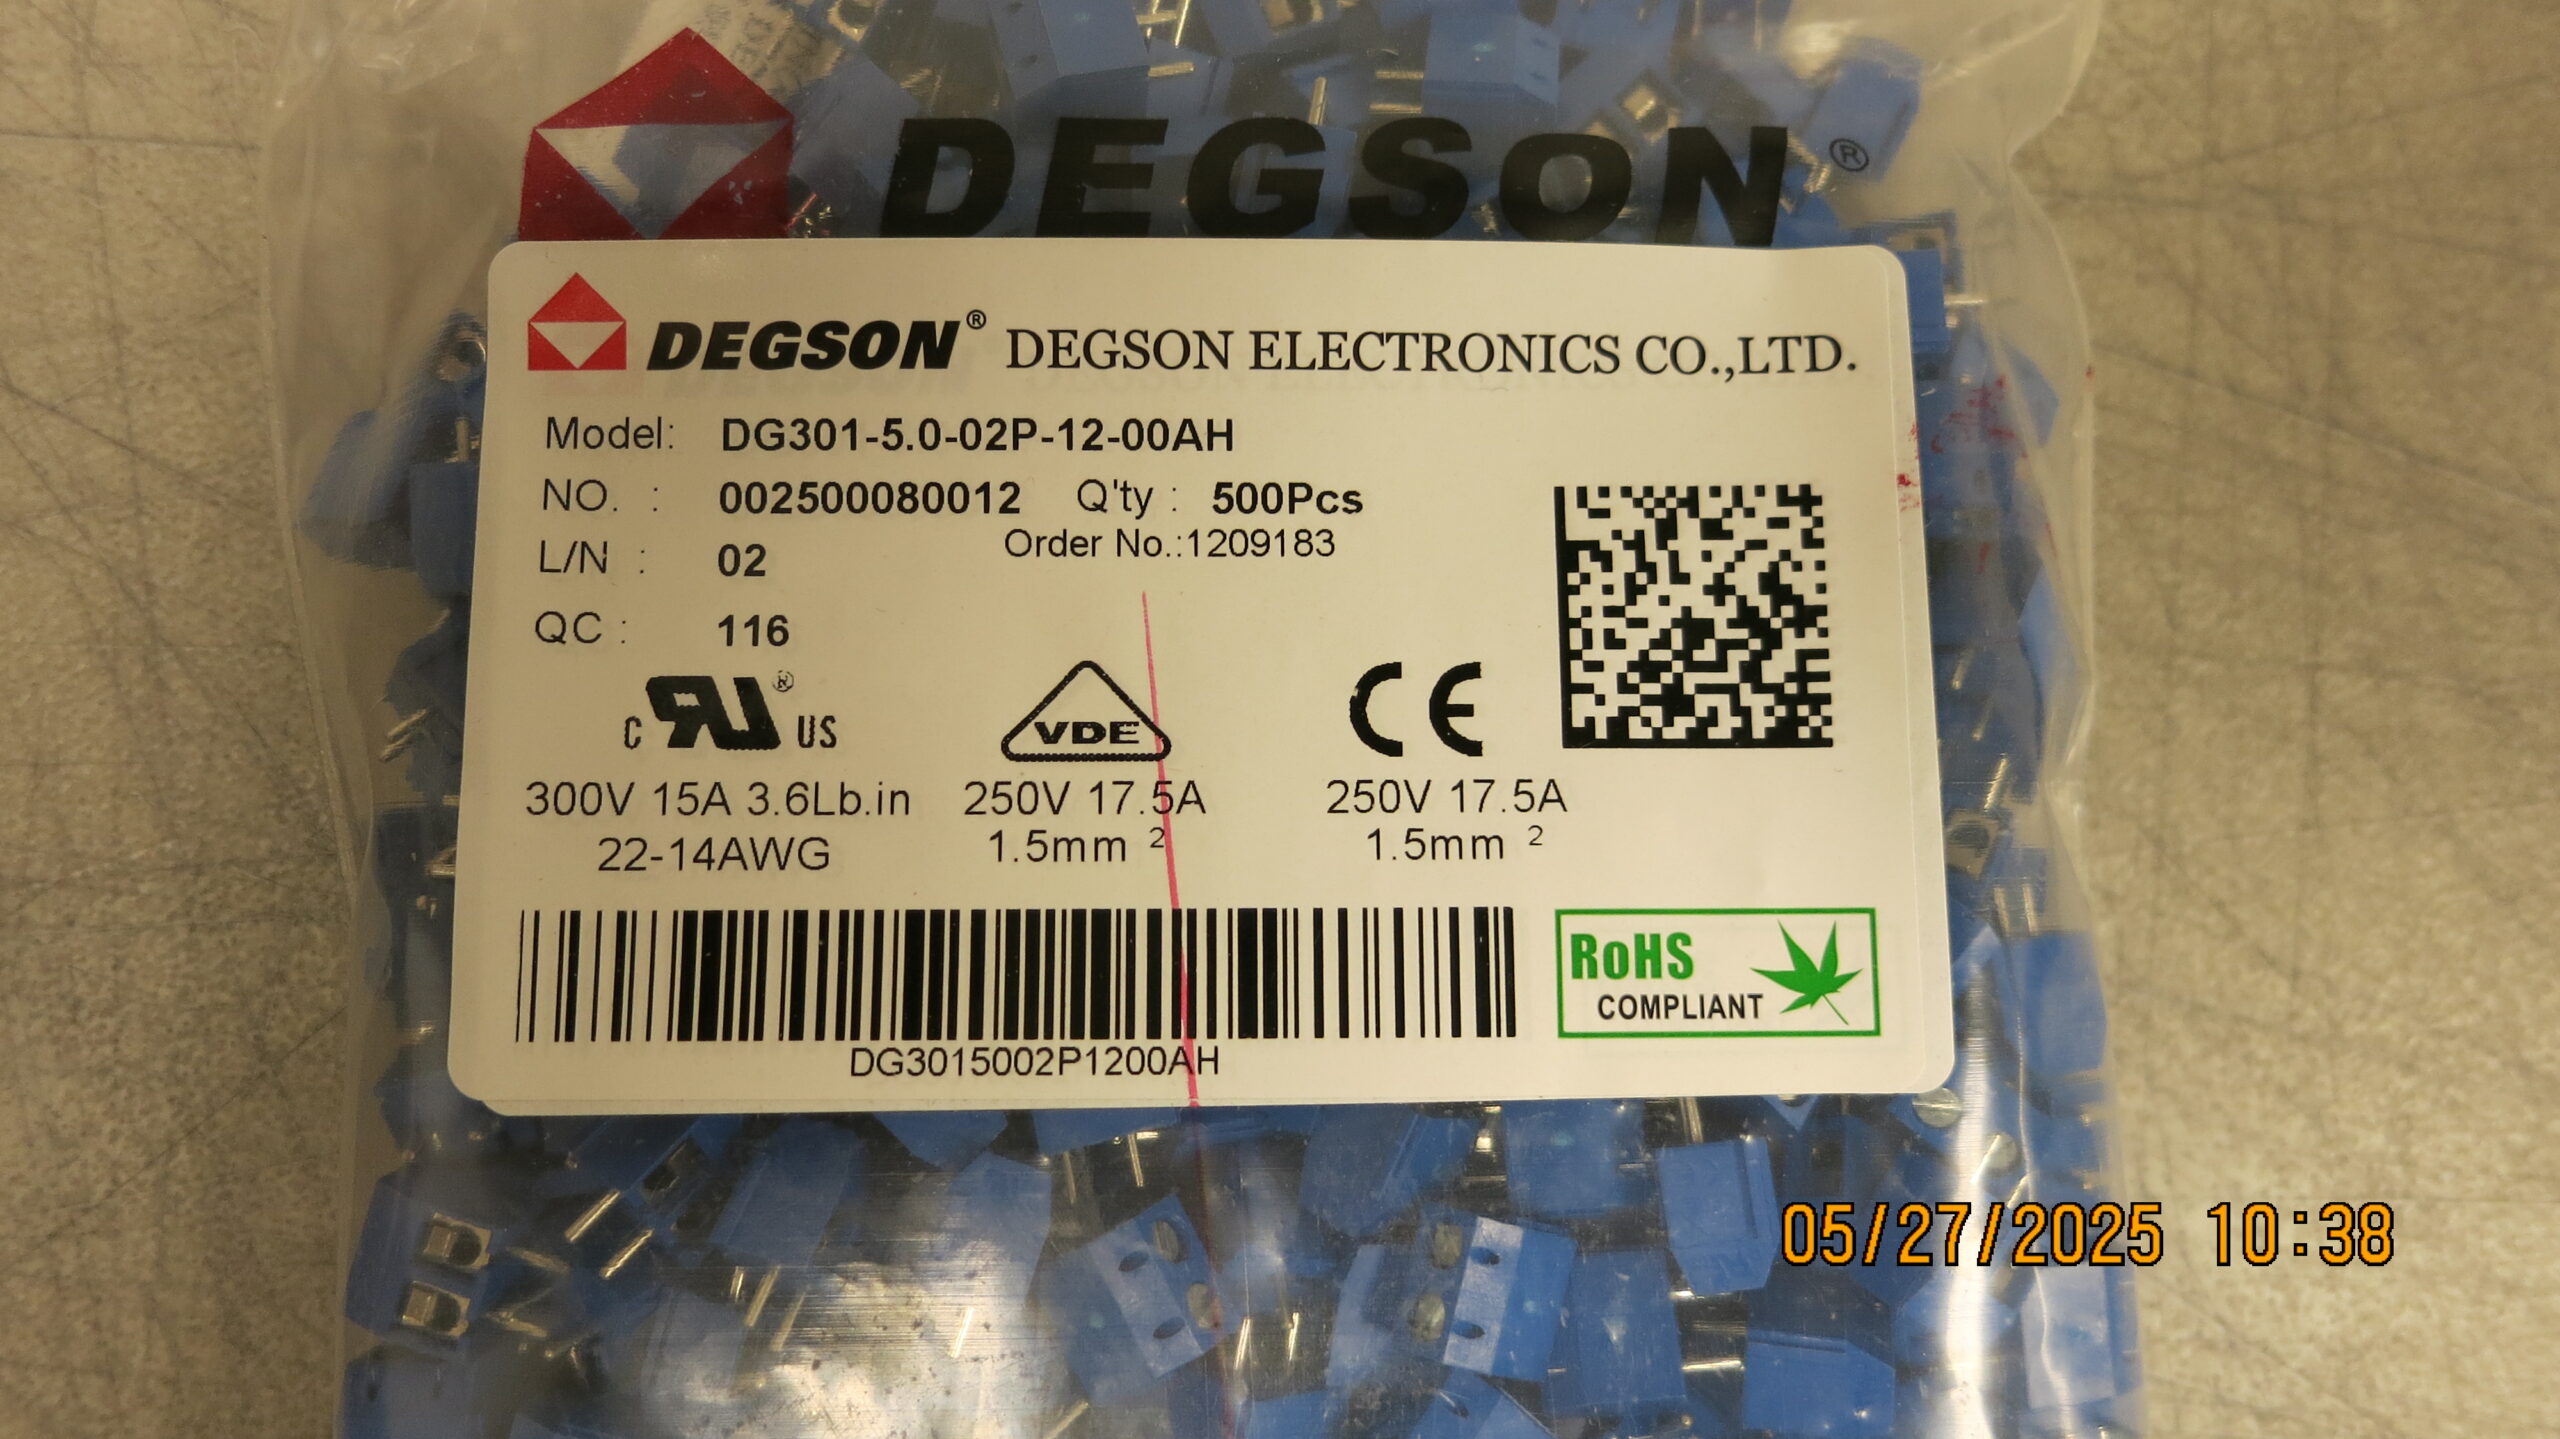 DEGSON®
DEGSON® DEGSON ELECTRONICS CO.,LTD.
Model: DG301-5.0-02P-12-00AH
NO. : 002500080012 Q'ty : 500Pcs
Order No.:1209183
L/N : 02
QC : 116
c RU® US
VDE
CE
300V 15A 3.6Lb.in
22-14AWG
250V 17.5A
1.5mm ²
250V 17.5A
1.5mm ²
DG3015002P1200AH
RoHS
COMPLIANT
05/27/2025 10:38